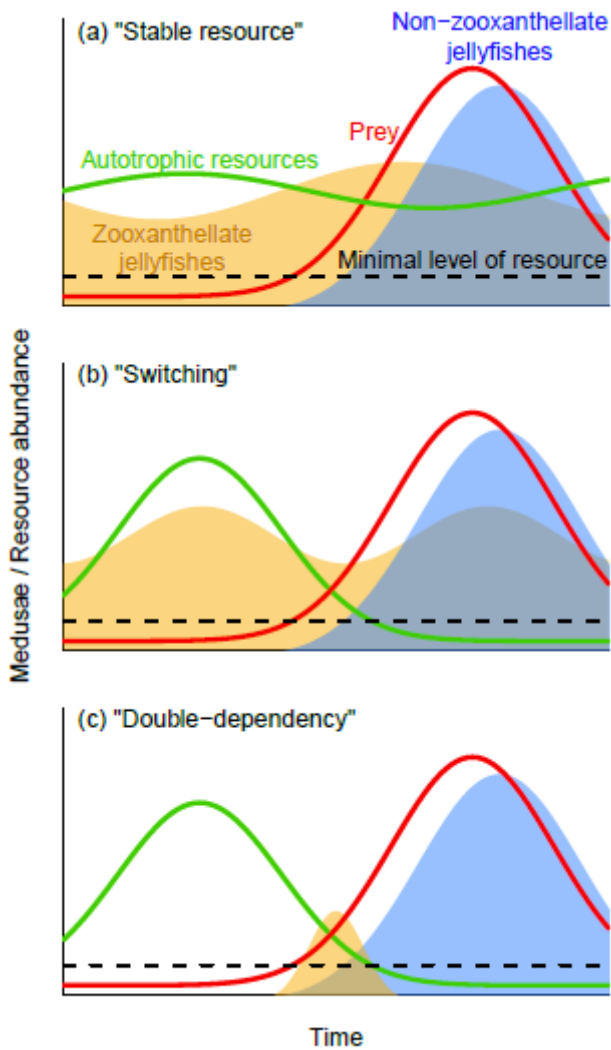 (a) "Stable resource"
Non−zooxanthellate
jellyfishes
Prey
Autotrophic resources
Zooxanthellate
jellyfishes
Minimal level of resource
Medusae / Resource abundance
(b) "Switching"
(c) "Double−dependency"
Time